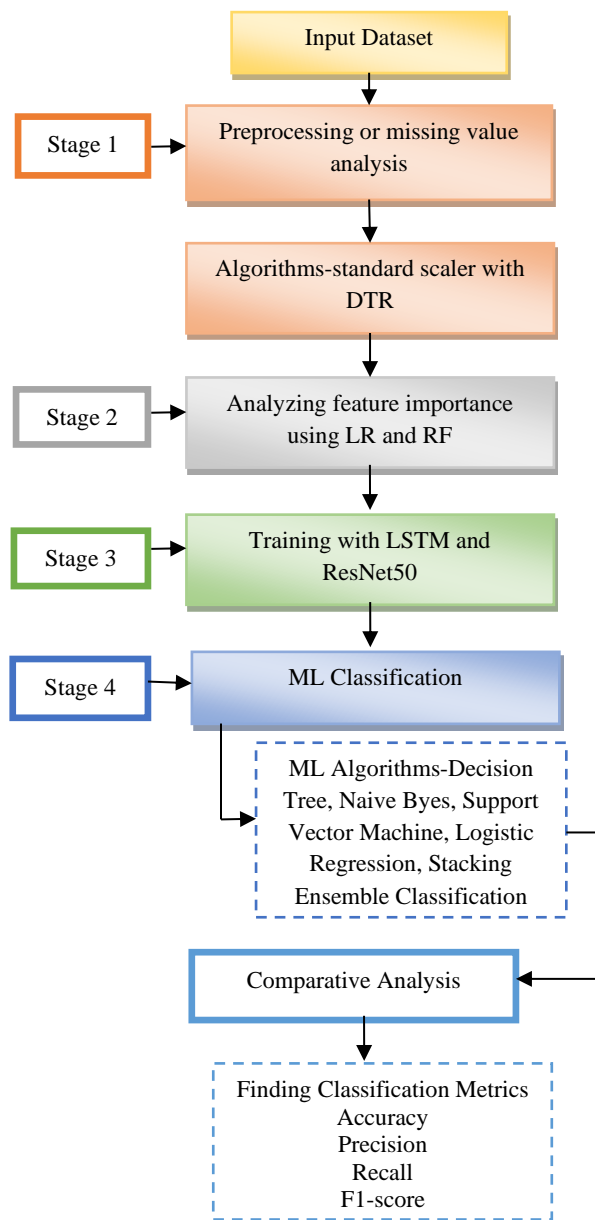 Input Dataset
Stage 1
Preprocessing or missing value
analysis
Algorithms-standard scaler with
DTR
Stage 2
Analyzing feature importance
using LR and RF
Stage 3
Training with LSTM and
ResNet50
Stage 4
ML Classification
ML Algorithms-Decision
Tree, Naive Byes, Support
Vector Machine, Logistic
Regression, Stacking
Ensemble Classification
Comparative Analysis
Finding Classification Metrics
Accuracy
Precision
Recall
F1-score